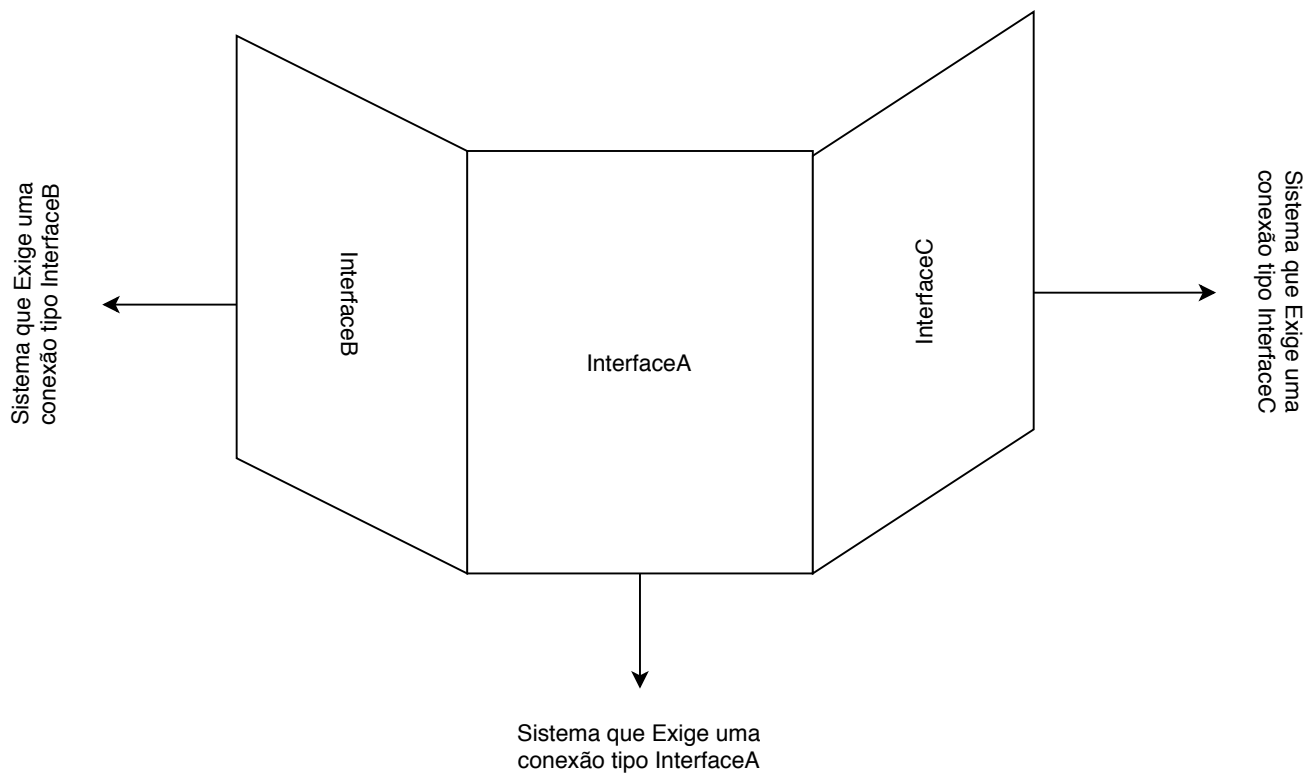 Sistema que Exige uma
conexão tipo InterfaceB
InterfaceB
InterfaceA
InterfaceC
Sistema que Exige uma
conexão tipo InterfaceC
Sistema que Exige uma
conexão tipo InterfaceA